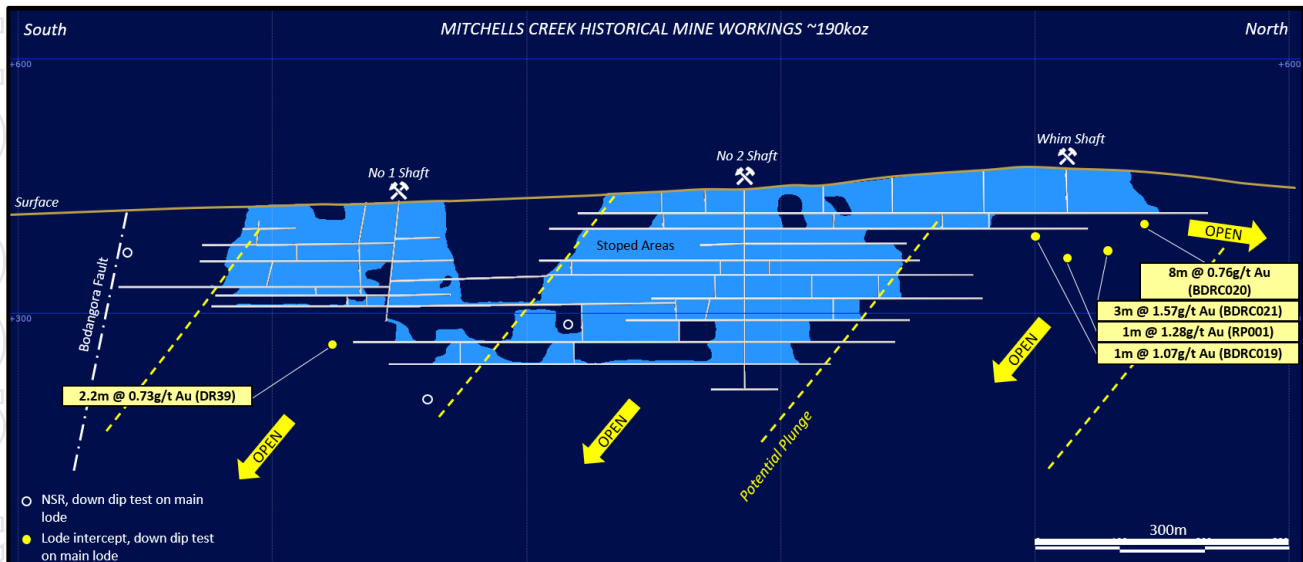 South
MITCHELLS CREEK HISTORICAL MINE WORKINGS ~190koz
North
+600
+600
Whim Shaft
No 2 Shaft
No 1 Shaft
Surface
OPEN
Stoped Areas
8m @ 0.76g/t Au
(BDRC020)
Bodangora Fault
+300
3m @ 1.57g/t Au (BDRC021)
1m @ 1.28g/t Au (RP001)
1m @ 1.07g/t Au (BDRC019)
OPEN
2.2m @ 0.73g/t Au (DR39)
OPEN
OPEN
Potential Plunge
NSR, down dip test on main
lode
Lode intercept, down dip test
on main lode
300m